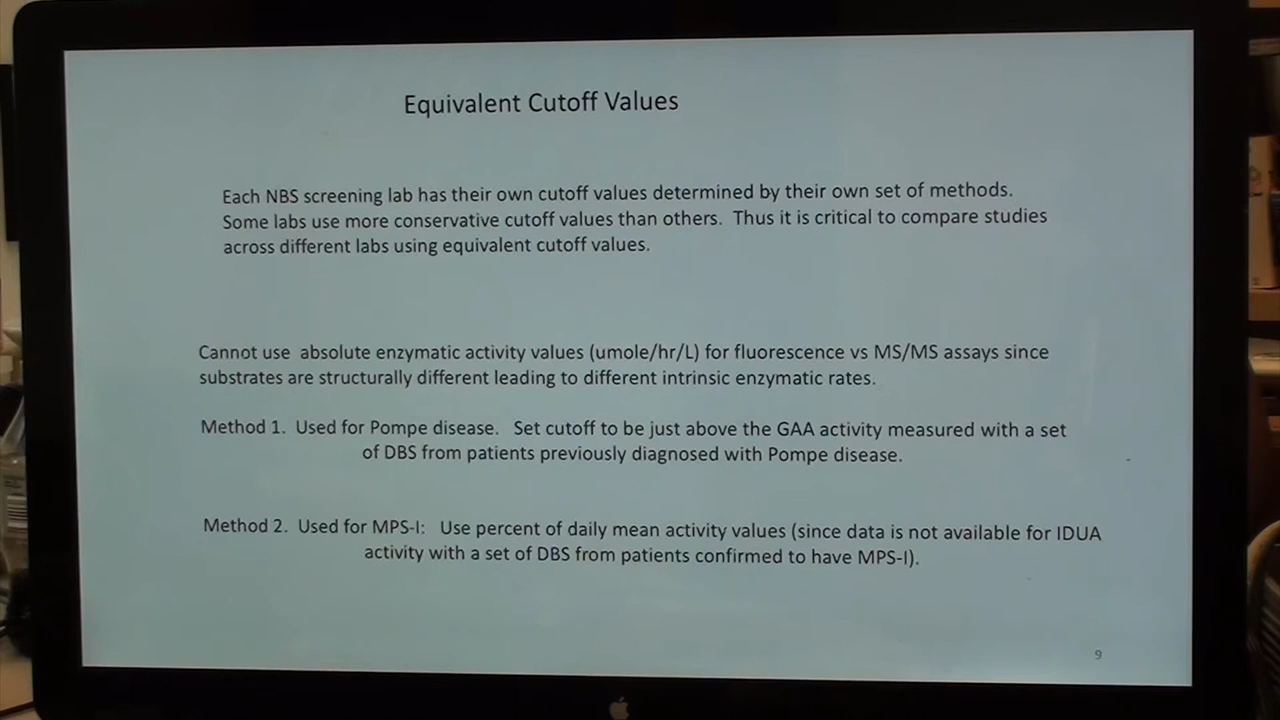 Equivalent Cutoff Values
Each NBS screening lab has their own cutoff values determined by their own set of methods.
Some labs use more conservative cutoff values than others. Thus it is critical to compare studies
across different labs using equivalent cutoff values.
Cannot use absolute enzymatic activity values (umole/hr/L) for fluorescence vs MS/MS assays since
substrates are structurally different leading to different intrinsic enzymatic rates.
Method 1. Used for Pompe disease. Set cutoff to be just above the GAA activity measured with a set
of DBS from patients previously diagnosed with Pompe disease.
Method 2. Used for MPS-I: Use percent of daily mean activity values (since data is not available for IDUA
activity with a set of DBS from patients confirmed to have MPS-I).
9